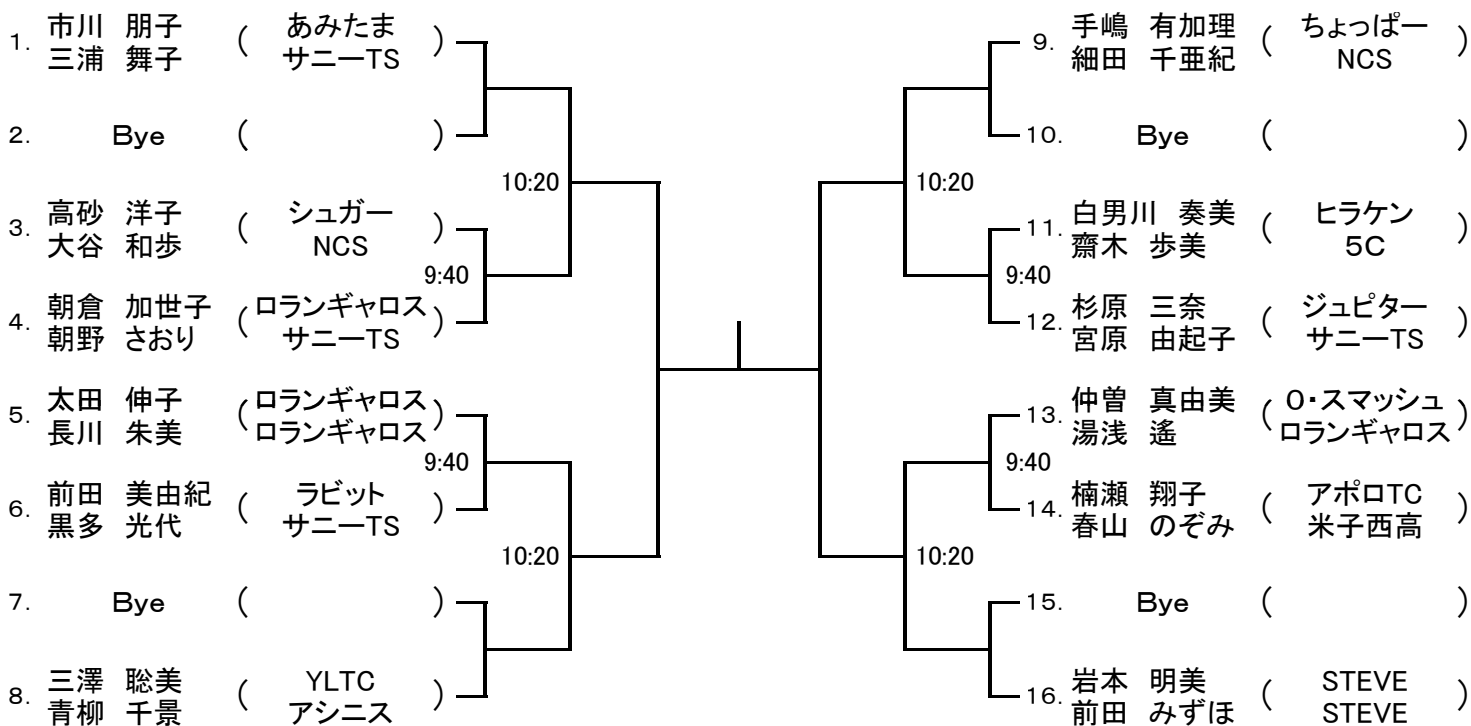 1. 市川 朋子 ( あみたま )
三浦 舞子 サニーTS
2. Bye ( )
10:20
3. 高砂 洋子 ( シュガー )
大谷 和歩 NCS
9:40
4. 朝倉 加世子 ( ロランギャロス )
朝野 さおり サニーTS
5. 太田 伸子 ( ロランギャロス )
長川 朱美 ロランギャロス
9:40
6. 前田 美由紀 ( ラビット )
黒多 光代 サニーTS
10:20
7. Bye ( )
8. 三澤 聡美 ( YLTC )
青柳 千景 アシニス
9. 手嶋 有加理 ( ちょっぱー )
細田 千亜紀 NCS
10. Bye ( )
10:20
11. 白男川 奏美 ( ヒラケン )
齋木 歩美 5C
9:40
12. 杉原 三奈 ( ジュピター )
宮原 由起子 サニーTS
13. 仲曽 真由美 ( O・スマッシュ )
湯浅 遙 ロランギャロス
9:40
14. 楠瀬 翔子 ( アポロTC )
春山 のぞみ 米子西高
10:20
15. Bye ( )
16. 岩本 明美 ( STEVE )
前田 みずほ STEVE